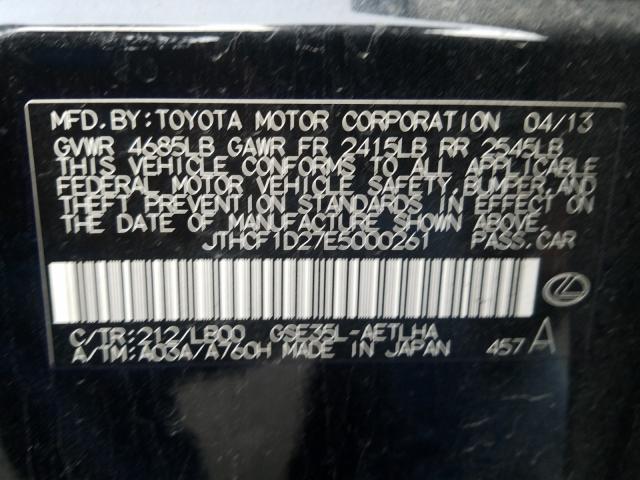 MFD. BY: TOYOTA MOTOR CORPORATION 04/13
GVWR 4685LB GAWR FR 2415LB RR 2545LB
THIS VEHICLE CONFORMS TO ALL APPLICABLE
FEDERAL MOTOR VEHICLE SAFETY, BUMPER, AND
THEFT PREVENTION STANDARDS IN EFFECT ON
THE DATE OF MANUFACTURE SHOWN ABOVE.
JTHCF1D27E5000261 PASS. CAR
C/TR: 212/LB00 GSE35L-AETLHA
A/TM: A03A/A760H MADE IN JAPAN 457 A